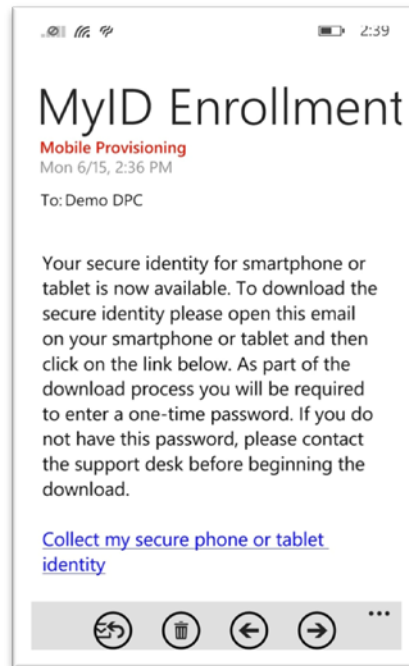 2:39
MyID Enrollment
Mobile Provisioning
Mon 6/15, 2:36 PM
To: Demo DPC
Your secure identity for smartphone or
tablet is now available. To download the
secure identity please open this email
on your smartphone or tablet and then
click on the link below. As part of the
download process you will be required
to enter a one-time password. If you do
not have this password, please contact
the support desk before beginning the
download.
Collect my secure phone or tablet
identity